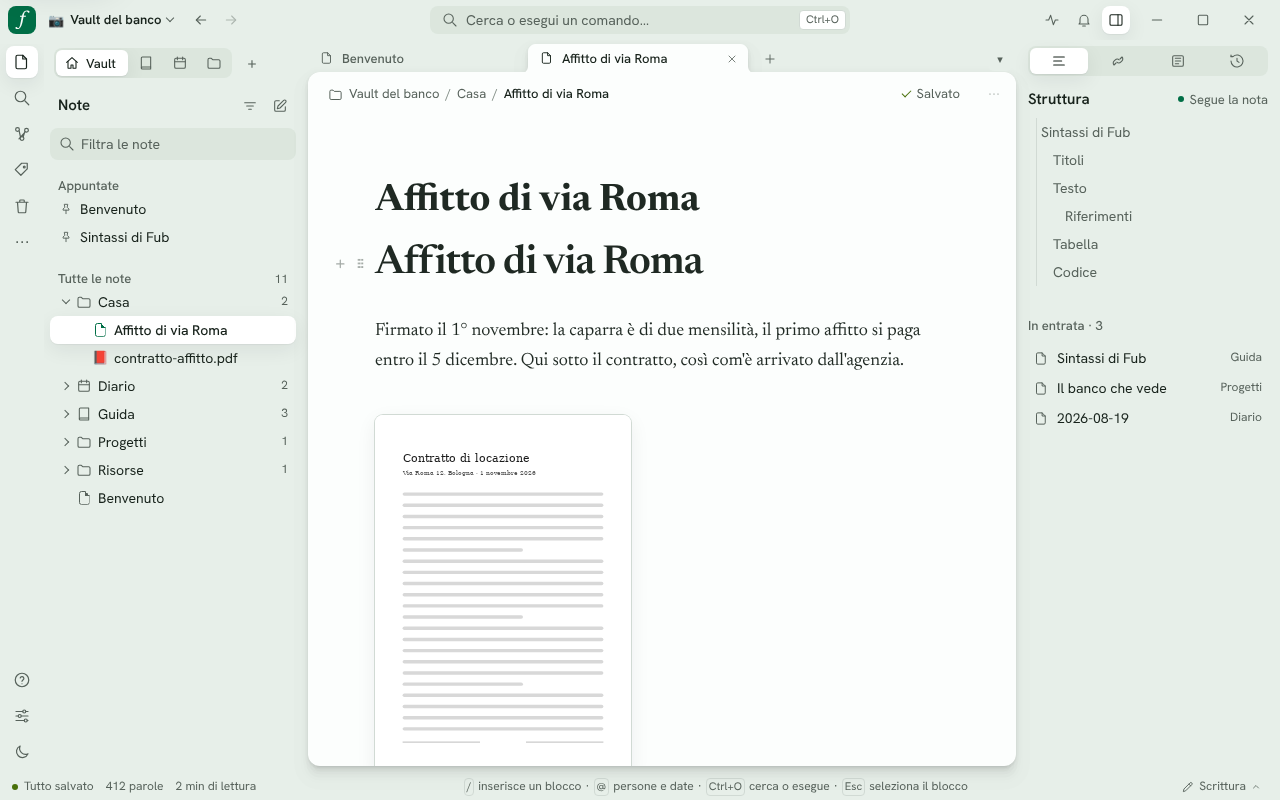 f
Vault del banco
Cerca o esegui un comando…
Ctrl+O
Vault
Benvenuto
Affitto di via Roma
Note
Filtra le note
Appuntate
Benvenuto
Sintassi di Fub
Tutte le note 11
Casa 2
Affitto di via Roma
contratto-affitto.pdf
Diario 2
Guida 3
Progetti 1
Risorse 1
Benvenuto
Vault del banco / Casa / Affitto di via Roma
Salvato
Affitto di via Roma
Affitto di via Roma
Firmato il 1° novembre: la caparra è di due mensilità, il primo affitto si paga
entro il 5 dicembre. Qui sotto il contratto, così com'è arrivato dall'agenzia.
Contratto di locazione
Via Roma 12, Bologna · 1 novembre 2026
Struttura
Segue la nota
Sintassi di Fub
Titoli
Testo
Riferimenti
Tabella
Codice
In entrata · 3
Sintassi di Fub Guida
Il banco che vede Progetti
2026-08-19 Diario
Tutto salvato 412 parole 2 min di lettura
/ inserisce un blocco · @ persone e date · Ctrl+O cerca o esegue · Esc seleziona il blocco
Scrittura